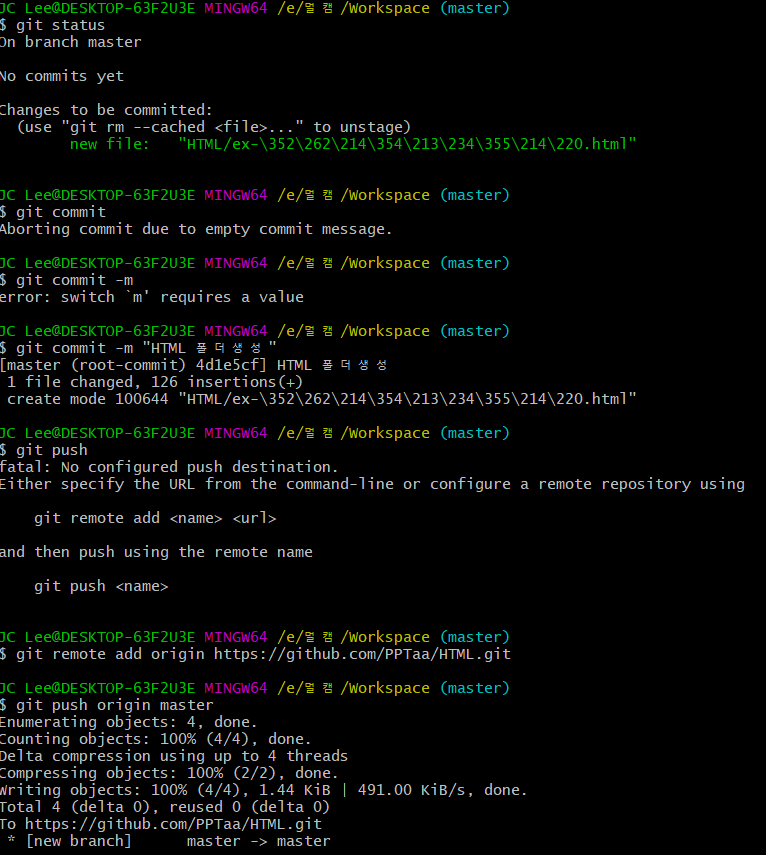 JC Lee@DESKTOP-63F2U3E MINGW64 /e/멀캠/Workspace (master)
$ git status
On branch master
No commits yet
Changes to be committed:
(use "git rm --cached <file>..." to unstage)
new file: "HTML/ex-\352\262\214\354\213\234\355\214\220.html"
JC Lee@DESKTOP-63F2U3E MINGW64 /e/멀캠/Workspace (master)
$ git commit
Aborting commit due to empty commit message.
JC Lee@DESKTOP-63F2U3E MINGW64 /e/멀캠/Workspace (master)
$ git commit -m
error: switch `m' requires a value
JC Lee@DESKTOP-63F2U3E MINGW64 /e/멀캠/Workspace (master)
$ git commit -m "HTML 폴더생성"
[master (root-commit) 4d1e5cf] HTML 폴더생성
1 file changed, 126 insertions(+)
create mode 100644 "HTML/ex-\352\262\214\354\213\234\355\214\220.html"
JC Lee@DESKTOP-63F2U3E MINGW64 /e/멀캠/Workspace (master)
$ git push
fatal: No configured push destination.
Either specify the URL from the command-line or configure a remote repository using
git remote add <name> <url>
and then push using the remote name
git push <name>
JC Lee@DESKTOP-63F2U3E MINGW64 /e/멀캠/Workspace (master)
$ git remote add origin https://github.com/PPTaa/HTML.git
JC Lee@DESKTOP-63F2U3E MINGW64 /e/멀캠/Workspace (master)
$ git push origin master
Enumerating objects: 4, done.
Counting objects: 100% (4/4), done.
Delta compression using up to 4 threads
Compressing objects: 100% (2/2), done.
Writing objects: 100% (4/4), 1.44 KiB | 491.00 KiB/s, done.
Total 4 (delta 0), reused 0 (delta 0)
To https://github.com/PPTaa/HTML.git
* [new branch] master -> master